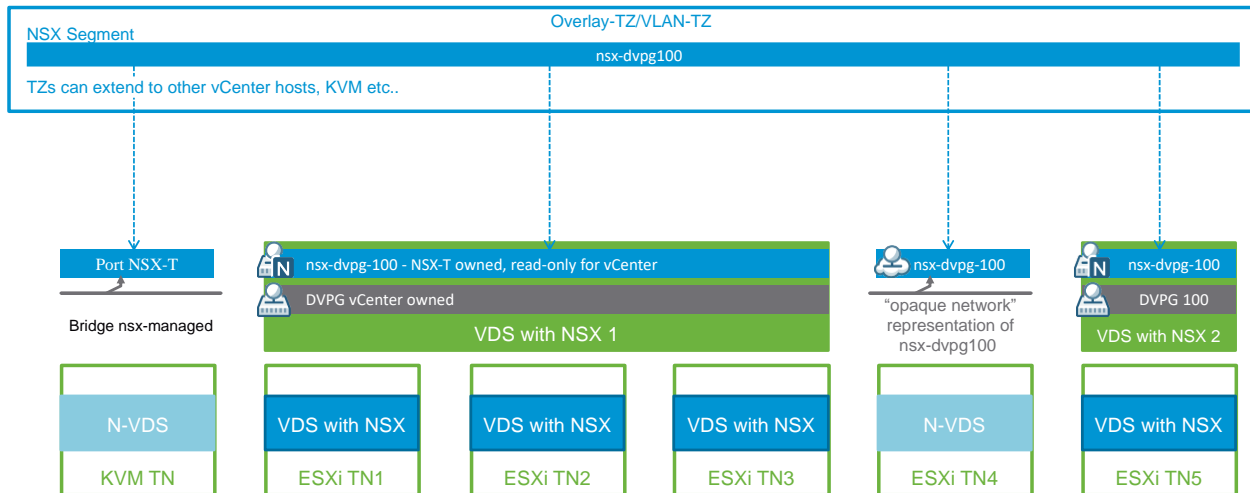 Overlay-TZ/VLAN-TZ
NSX Segment
nsx-dvpg100
TZs can extend to other vCenter hosts, KVM etc..
Port NSX-T
Bridge nsx-managed
N
nsx-dvpg-100 - NSX-T owned, read-only for vCenter
DVPG vCenter owned
VDS with NSX 1
nsx-dvpg-100
“opaque network”
representation of
nsx-dvpg100
N
nsx-dvpg-100
DVPG 100
VDS with NSX 2
N-VDS
KVM TN
VDS with NSX
ESXi TN1
VDS with NSX
ESXi TN2
VDS with NSX
ESXi TN3
N-VDS
ESXi TN4
VDS with NSX
ESXi TN5